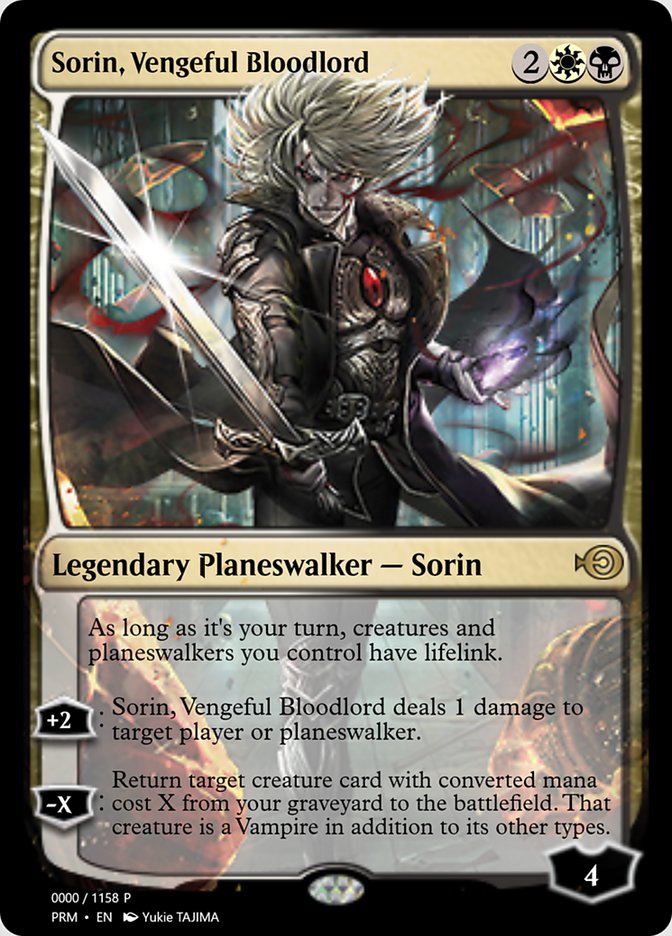 Sorin, Vengeful Bloodlord 2
Legendary Planeswalker — Sorin
As long as it's your turn, creatures and
planeswalkers you control have lifelink.
+2 : Sorin, Vengeful Bloodlord deals 1 damage to
target player or planeswalker.
Return target creature card with converted mana
−X : cost X from your graveyard to the battlefield. That
creature is a Vampire in addition to its other types.
4
0000 / 1158 P
PRM • EN Yukie TAJIMA